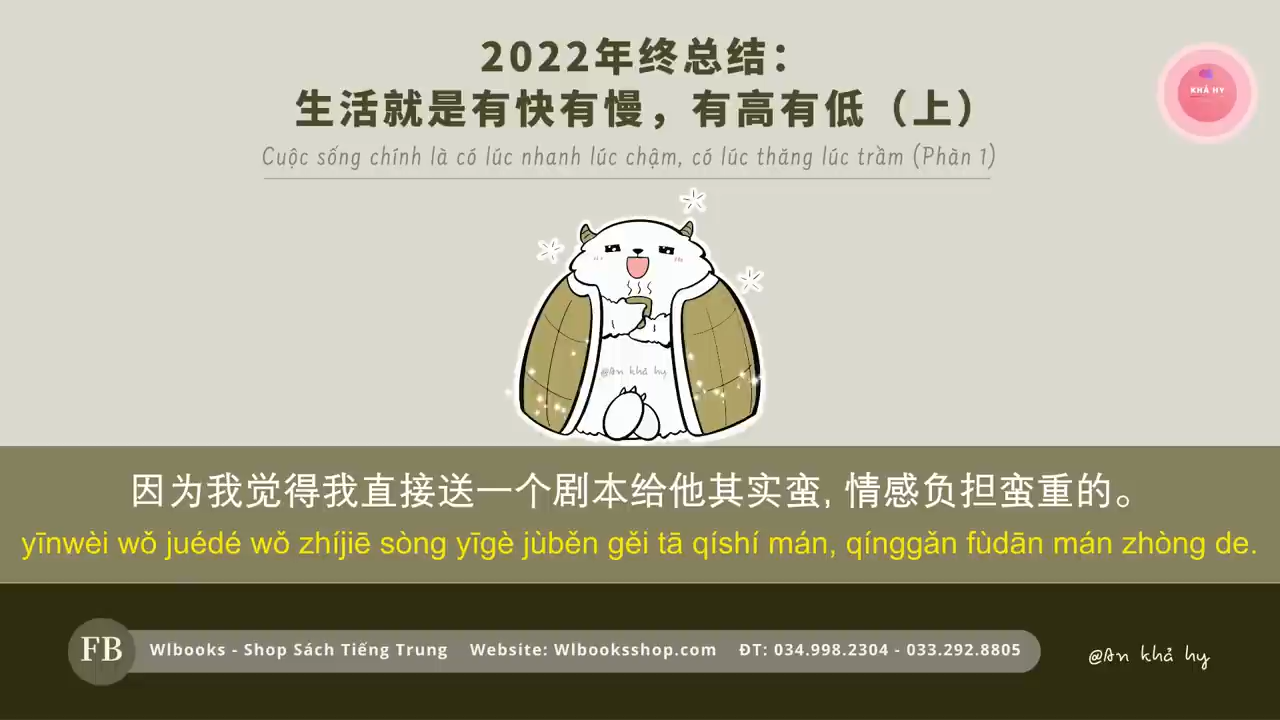 2022年终总结：
生活就是有快有慢，有高有低（上）
Cuộc sống chính là có lúc nhanh lúc chậm, có lúc thăng lúc trầm (Phần 1)
KHẢ HY
@An khả hy
因为我觉得我直接送一个剧本给他其实蛮, 情感负担蛮重的。
yīnwèi wǒ juédé wǒ zhíjiē sòng yīgè jùběn gěi tā qíshí mán, qínggǎn fùdān mán zhòng de.
FB
Wlbooks - Shop Sách Tiếng Trung Website: Wlbooksshop.com ĐT: 034.998.2304 - 033.292.8805
@An khả hy